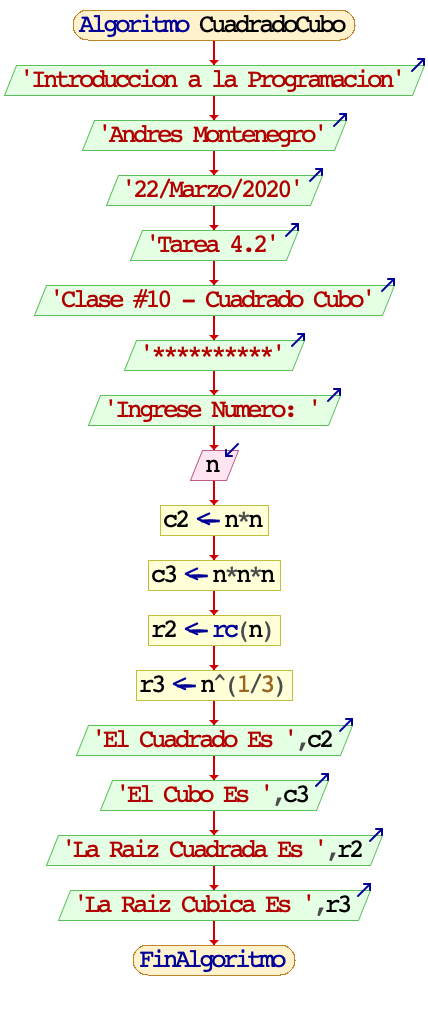 Algoritmo CuadradoCubo
'Introduccion a la Programacion'
'Andres Montenegro'
'22/Marzo/2020'
'Tarea 4.2'
'Clase #10 - Cuadrado Cubo'
'**********'
'Ingrese Numero: '
n
c2 ← n*n
c3 ← n*n*n
r2 ← rc(n)
r3 ← n^(1/3)
'El Cuadrado Es ',c2
'El Cubo Es ',c3
'La Raiz Cuadrada Es ',r2
'La Raiz Cubica Es ',r3
FinAlgoritmo